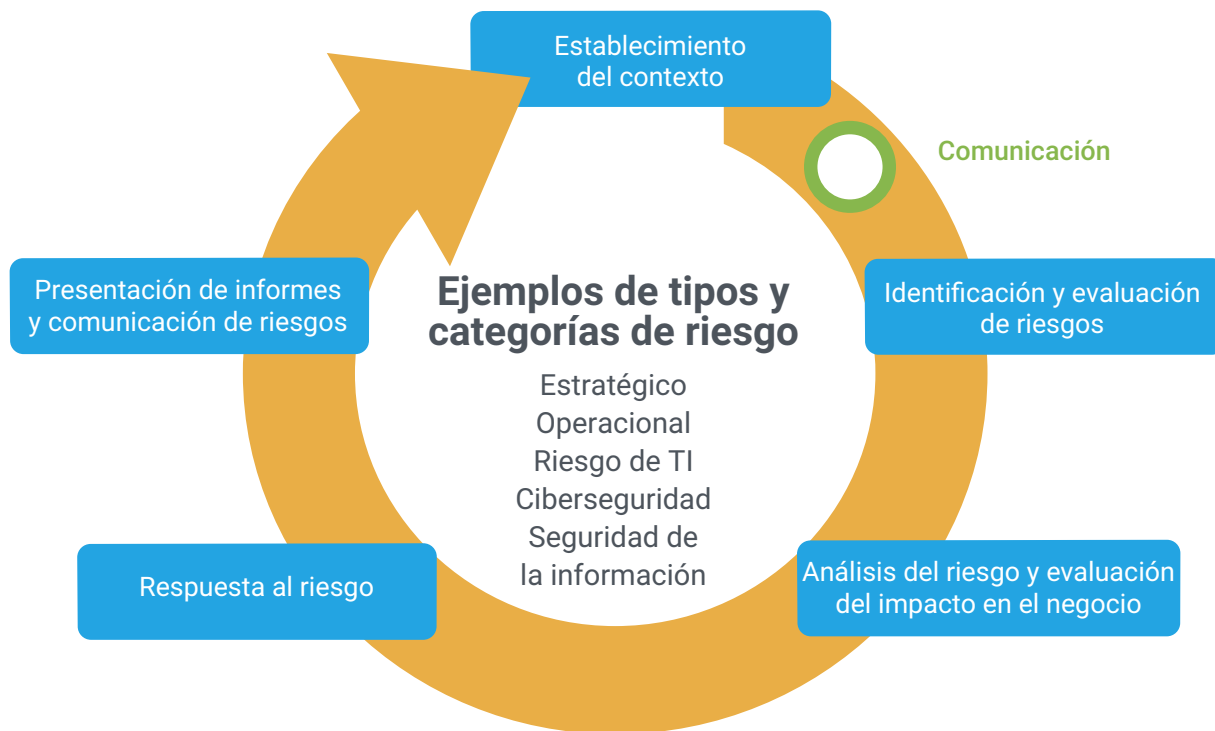 Establecimiento
del contexto
Comunicación
Identificación y evaluación
de riesgos
Análisis del riesgo y evaluación
del impacto en el negocio
Respuesta al riesgo
Presentación de informes
y comunicación de riesgos
Ejemplos de tipos y
categorías de riesgo
Estratégico
Operacional
Riesgo de TI
Ciberseguridad
Seguridad de
la información